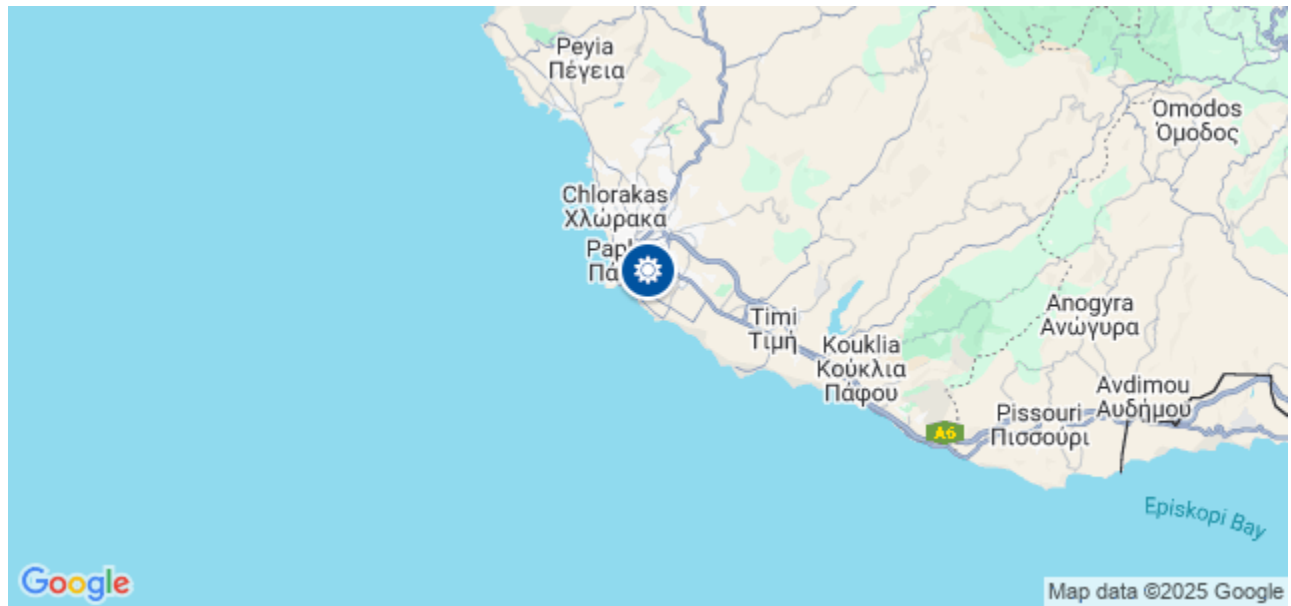 Peyia
Πέγεια
Omodos
Όμοδος
Chlorakas
Χλώρακα
Anogyra
Ανώγυρα
Timi
Τίμη
Kouklia
Κούκλια
Πάφου
Avdimou
Αυδήμου
Pissouri
Πισσούρι
A6
Episkopi Bay
Google
Map data ©2025 Google